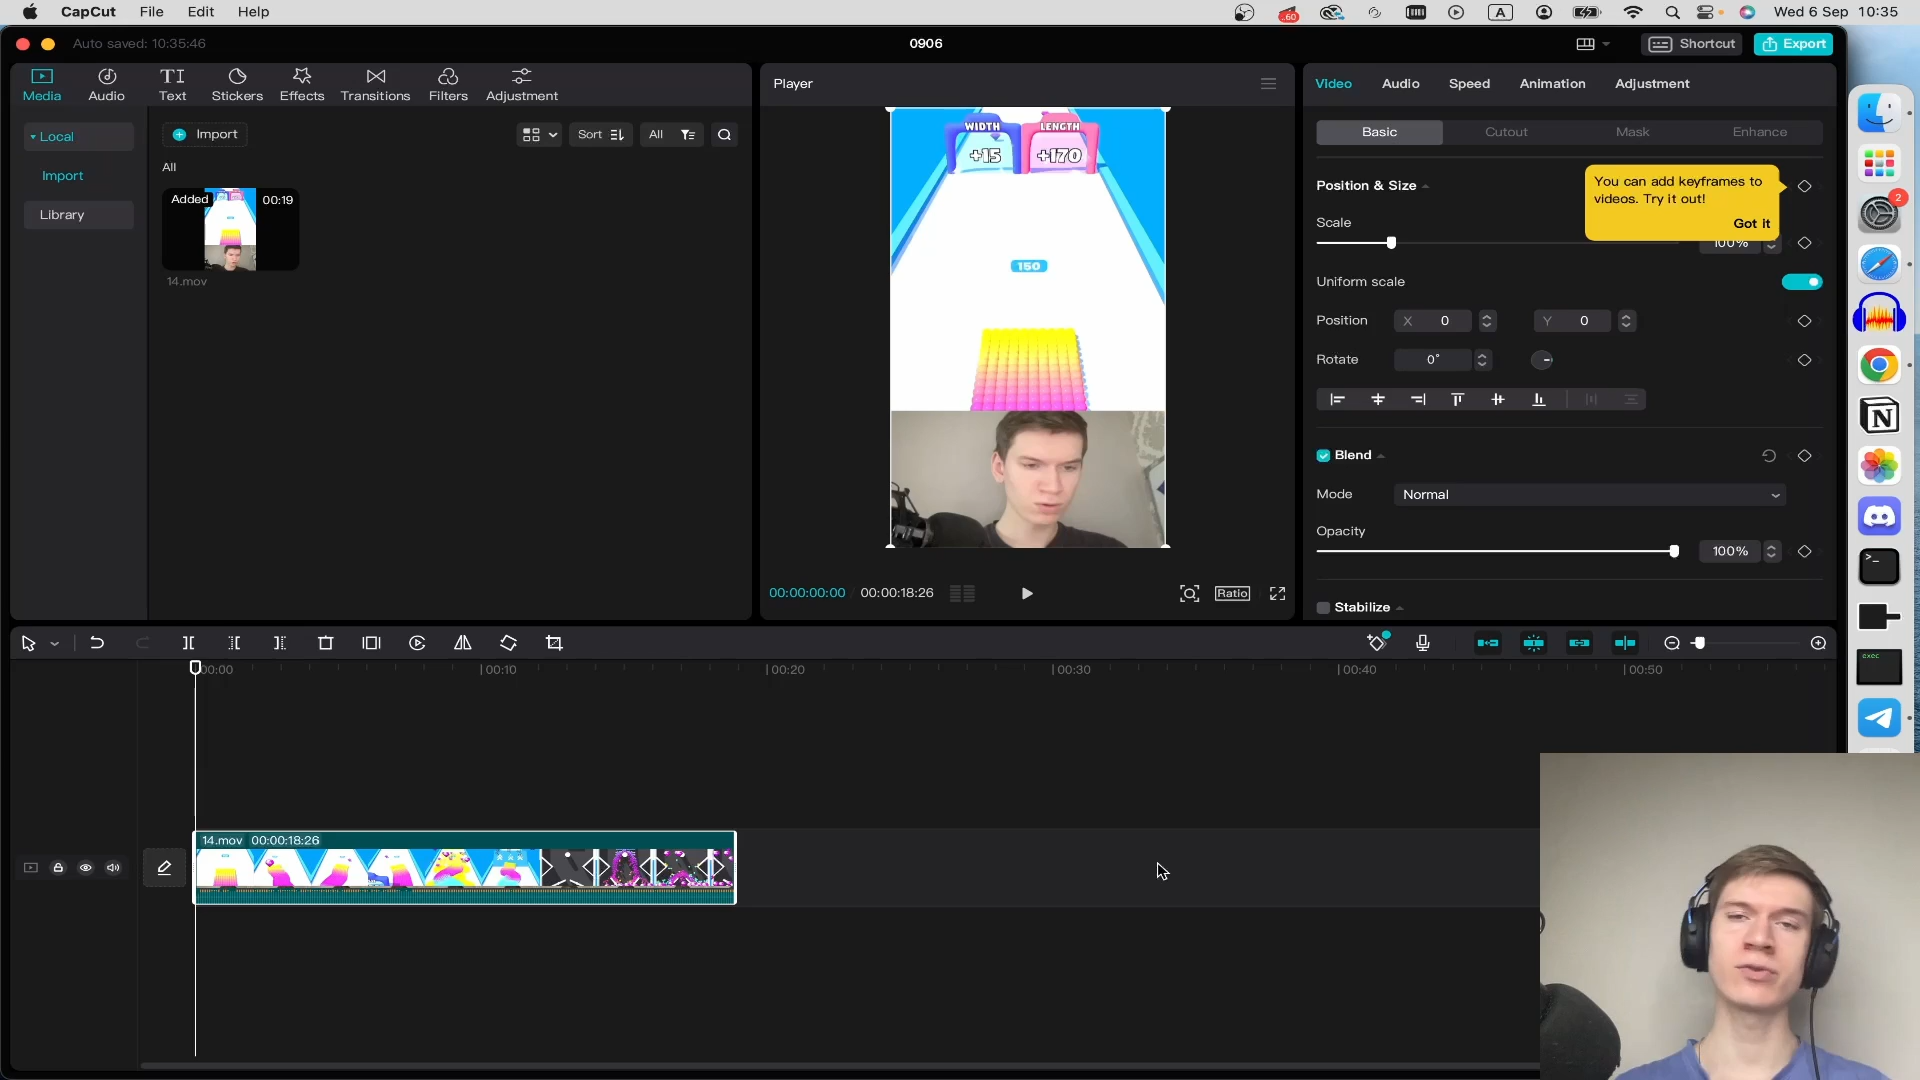 CapCut File Edit Help
.60
A
Wed 6 Sep 10:35
Auto saved: 10:35:46
0906
Shortcut
Export
Media
Audio
Text
Stickers
Effects
Transitions
Filters
Adjustment
Local
Import
Library
Import
Sort
All
All
Added
00:19
14.mov
Player
WIDTH
+15
LENGTH
+170
150
00:00:00:00
00:00:18:26
Ratio
Video
Audio
Speed
Animation
Adjustment
Basic
Cutout
Mask
Enhance
Position & Size
You can add keyframes to
videos. Try it out!
Got it
Scale
100%
Uniform scale
Position
X 0
Y 0
Rotate
0°
Blend
Mode
Normal
Opacity
100%
Stabilize
2
exec
00:00
00:10
00:20
00:30
00:40
00:50
14.mov 00:00:18:26